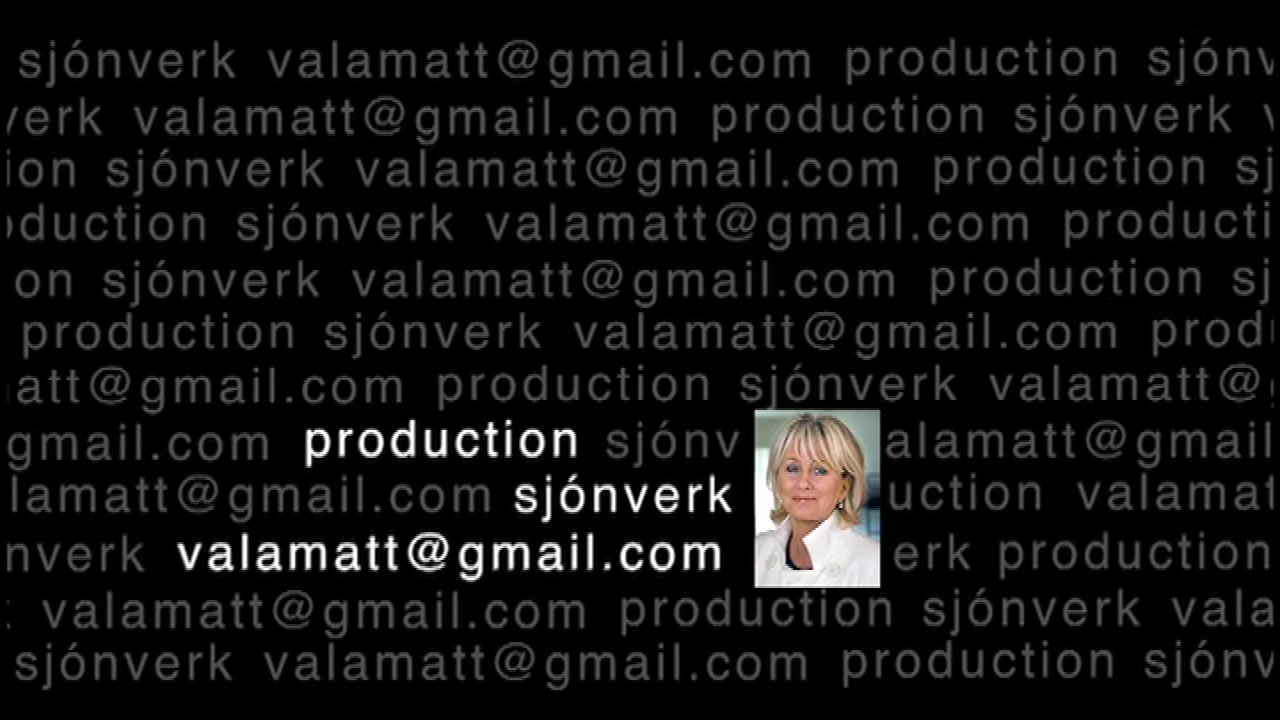 sjónverk valamatt@gmail.com production sjónv
verk valamatt@gmail.com production sjónverk v
ion sjónverk valamatt@gmail.com production sj
oduction sjónverk valamatt@gmail.com producti
on sjónverk valamatt@gmail.com production sj
production sjónverk valamatt@gmail.com prod
att@gmail.com production sjónverk valamatt@g
gmail.com production sjónv alamatt@gmail
lamatt@gmail.com sjónverk uction valamat
nverk valamatt@gmail.com erk production
valamatt@gmail.com production sjónverk vala
sjónverk valamatt@gmail.com production sjónv